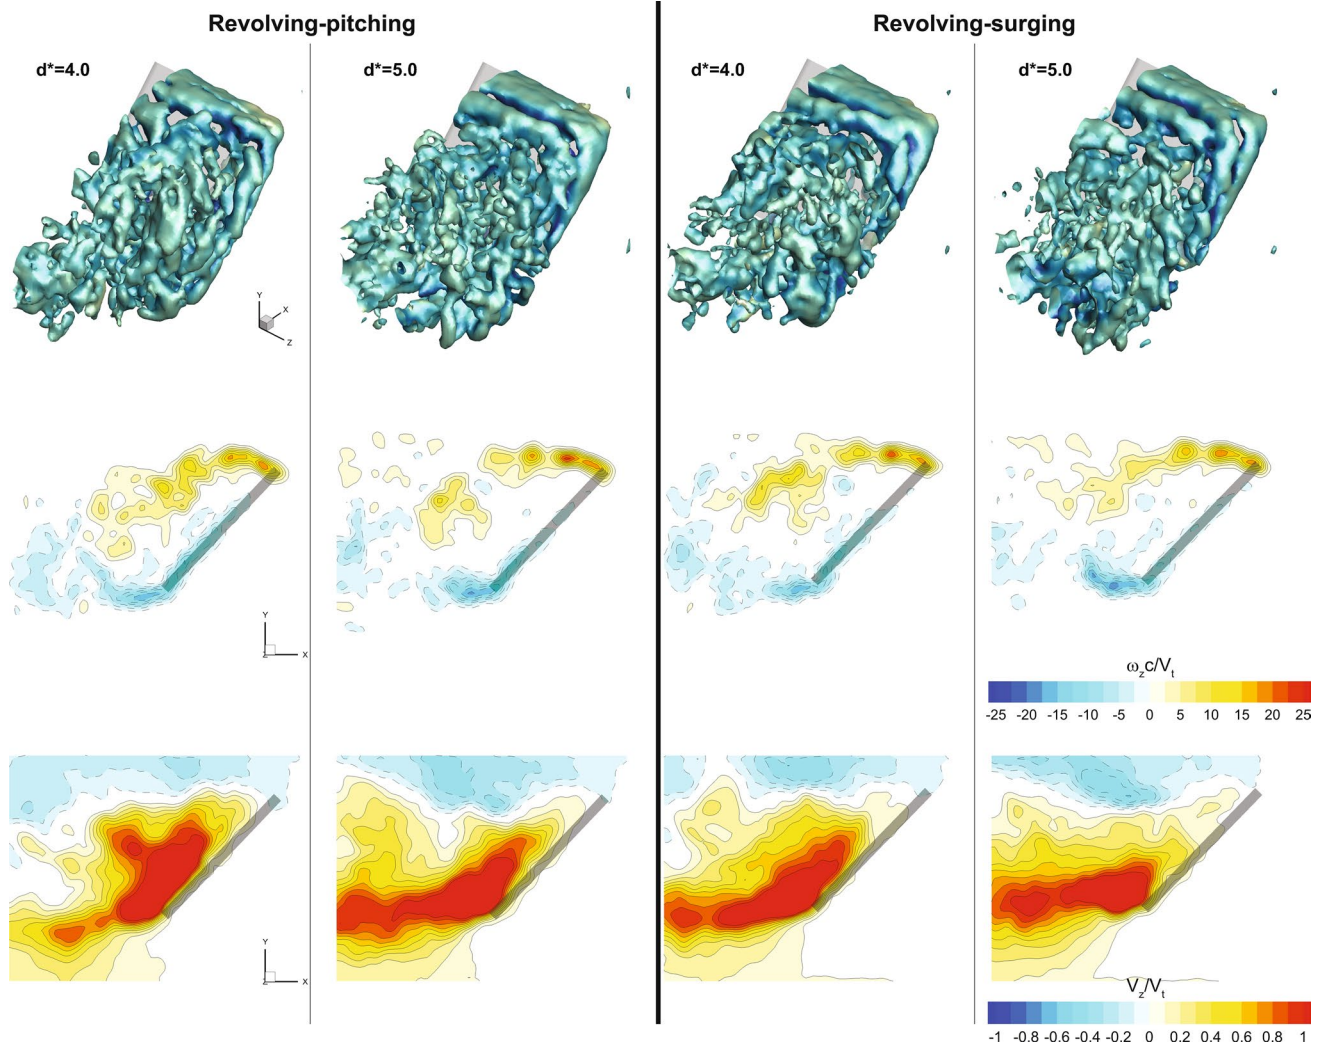 Revolving-pitching Revolving-surging
d*=4.0 d*=5.0 d*=4.0 d*=5.0
Y
X
Z
Y
Z X
ω_z c/V_t
-25 -20 -15 -10 -5 0 5 10 15 20 25
Y
Z X
V_z/V_t
-1 -0.8 -0.6 -0.4 -0.2 0 0.2 0.4 0.6 0.8 1